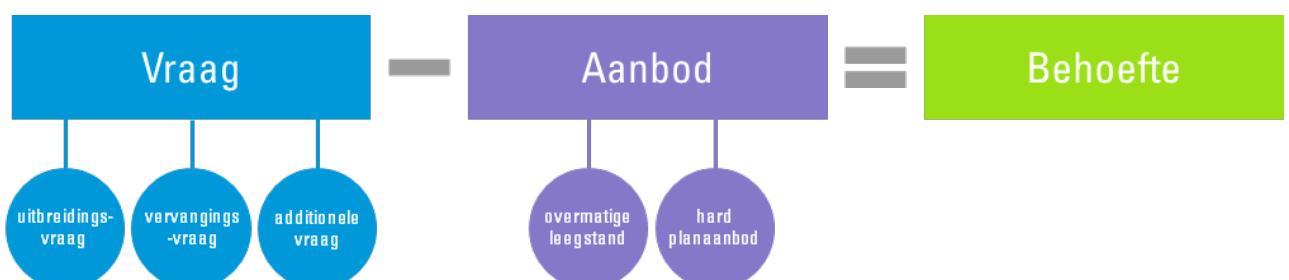 Vraag
Aanbod
Behoefte
uitbreidings-
vraag
vervangings
-vraag
additionele
vraag
overmatige
leegstand
hard
planaanbod